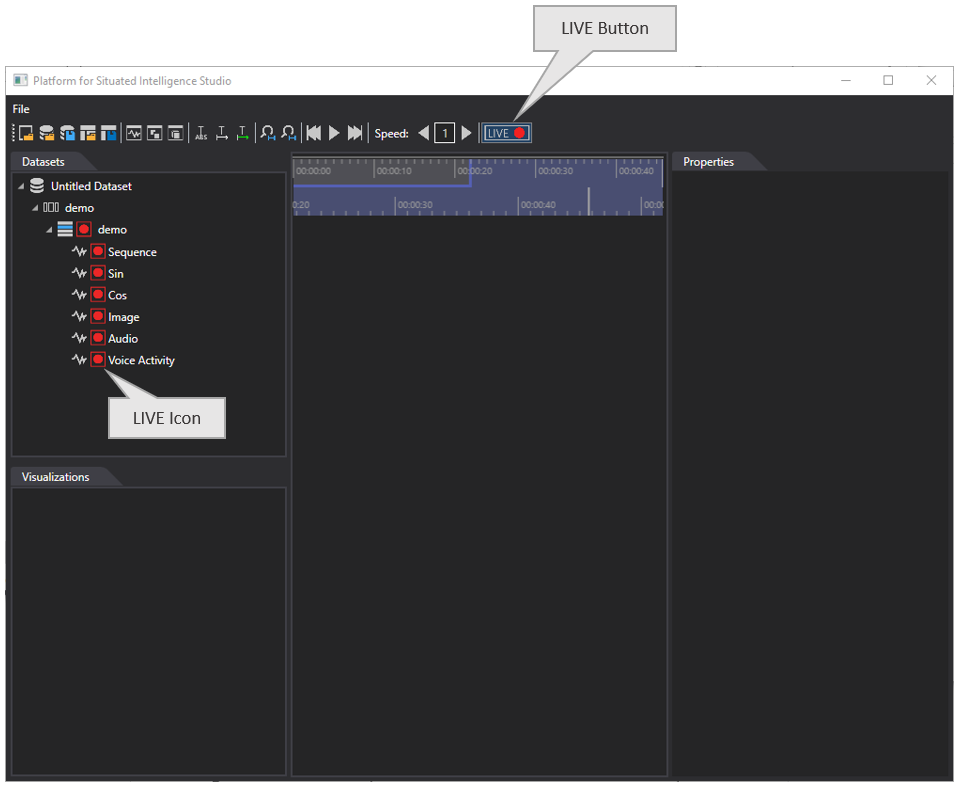 LIVE Button
Platform for Situated Intelligence Studio
File
ABS
Speed: 1 LIVE
Datasets
Properties
00:00:00 00:00:10 00:00:20 00:00:30 00:00:40
0:20 00:00:30 00:00:40 00:00
Untitled Dataset
demo
demo
Sequence
Sin
Cos
Image
Audio
Voice Activity
LIVE Icon
Visualizations